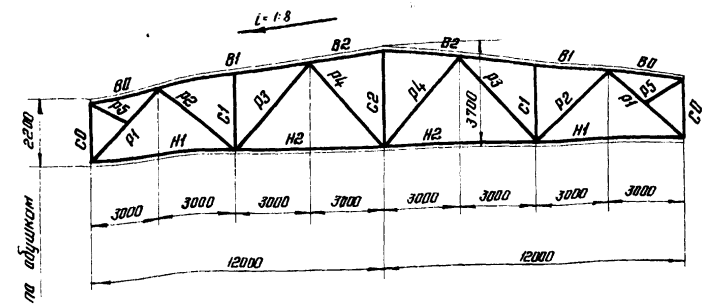 i= 1:8
В0 В1 В2 В2 В1 В0
р5 р2 С1 р3 р4 С2 р4 р3 С1 р2 р5
С0 р1 р1 С0
Н1 Н2 Н2 Н1
2200
3700
3000 3000 3000 3000 3000 3000 3000 3000
12000 12000
по обушкам